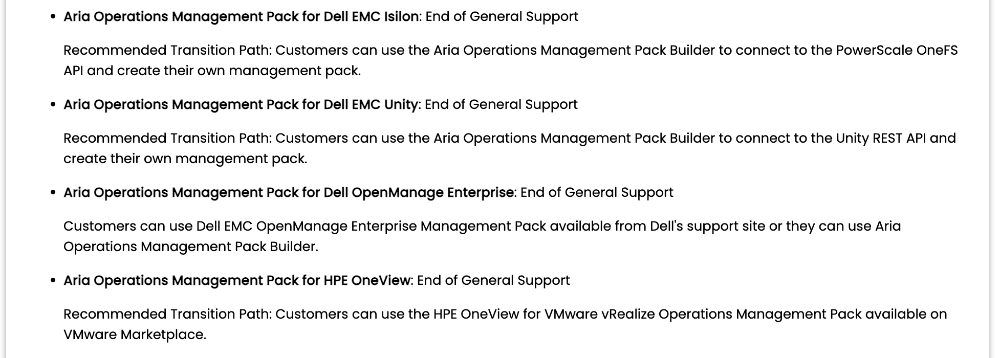 • Aria Operations Management Pack for Dell EMC Isilon: End of General Support
Recommended Transition Path: Customers can use the Aria Operations Management Pack Builder to connect to the PowerScale OneFS
API and create their own management pack.
• Aria Operations Management Pack for Dell EMC Unity: End of General Support
Recommended Transition Path: Customers can use the Aria Operations Management Pack Builder to connect to the Unity REST API and
create their own management pack.
• Aria Operations Management Pack for Dell OpenManage Enterprise: End of General Support
Customers can use Dell EMC OpenManage Enterprise Management Pack available from Dell's support site or they can use Aria
Operations Management Pack Builder.
• Aria Operations Management Pack for HPE OneView: End of General Support
Recommended Transition Path: Customers can use the HPE OneView for VMware vRealize Operations Management Pack available on
VMware Marketplace.